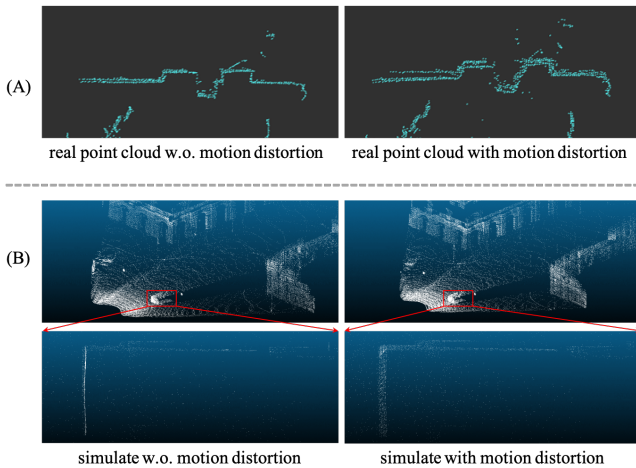 (A)
real point cloud w.o. motion distortion
real point cloud with motion distortion
(B)
simulate w.o. motion distortion
simulate with motion distortion